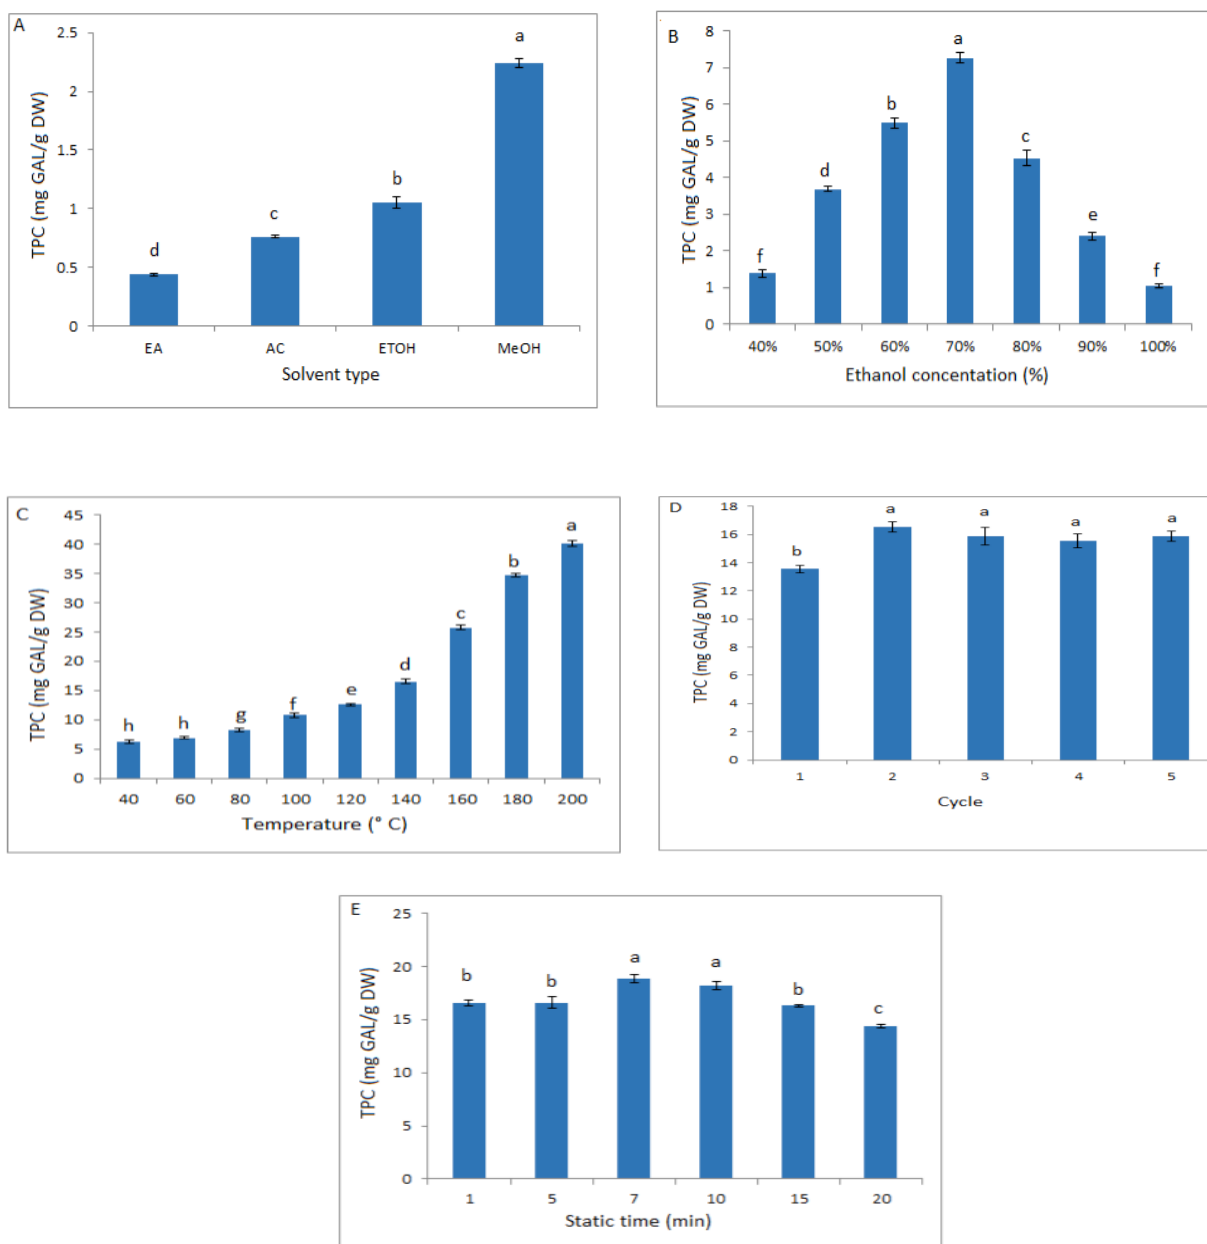 A
TPC (mg GAL/g DW)
2.5
2
1.5
1
0.5
0
a
b
c
d
EA AC ETOH MeOH
Solvent type
B
TPC (mg GAL/g DW)
8
7
6
5
4
3
2
1
0
a
b
c
d
e
f f
40% 50% 60% 70% 80% 90% 100%
Ethanol concentation (%)
C
TPC (mg GAL/g DW)
45
40
35
30
25
20
15
10
5
0
a
b
c
d
e
f
g
h h
40 60 80 100 120 140 160 180 200
Temperature (° C)
D
TPC (mg GAL/g DW)
18
16
14
12
10
8
6
4
2
0
b a a a a
1 2 3 4 5
Cycle
E
TPC (mg GAL/g DW)
25
20
15
10
5
0
b b a a b c
1 5 7 10 15 20
Static time (min)